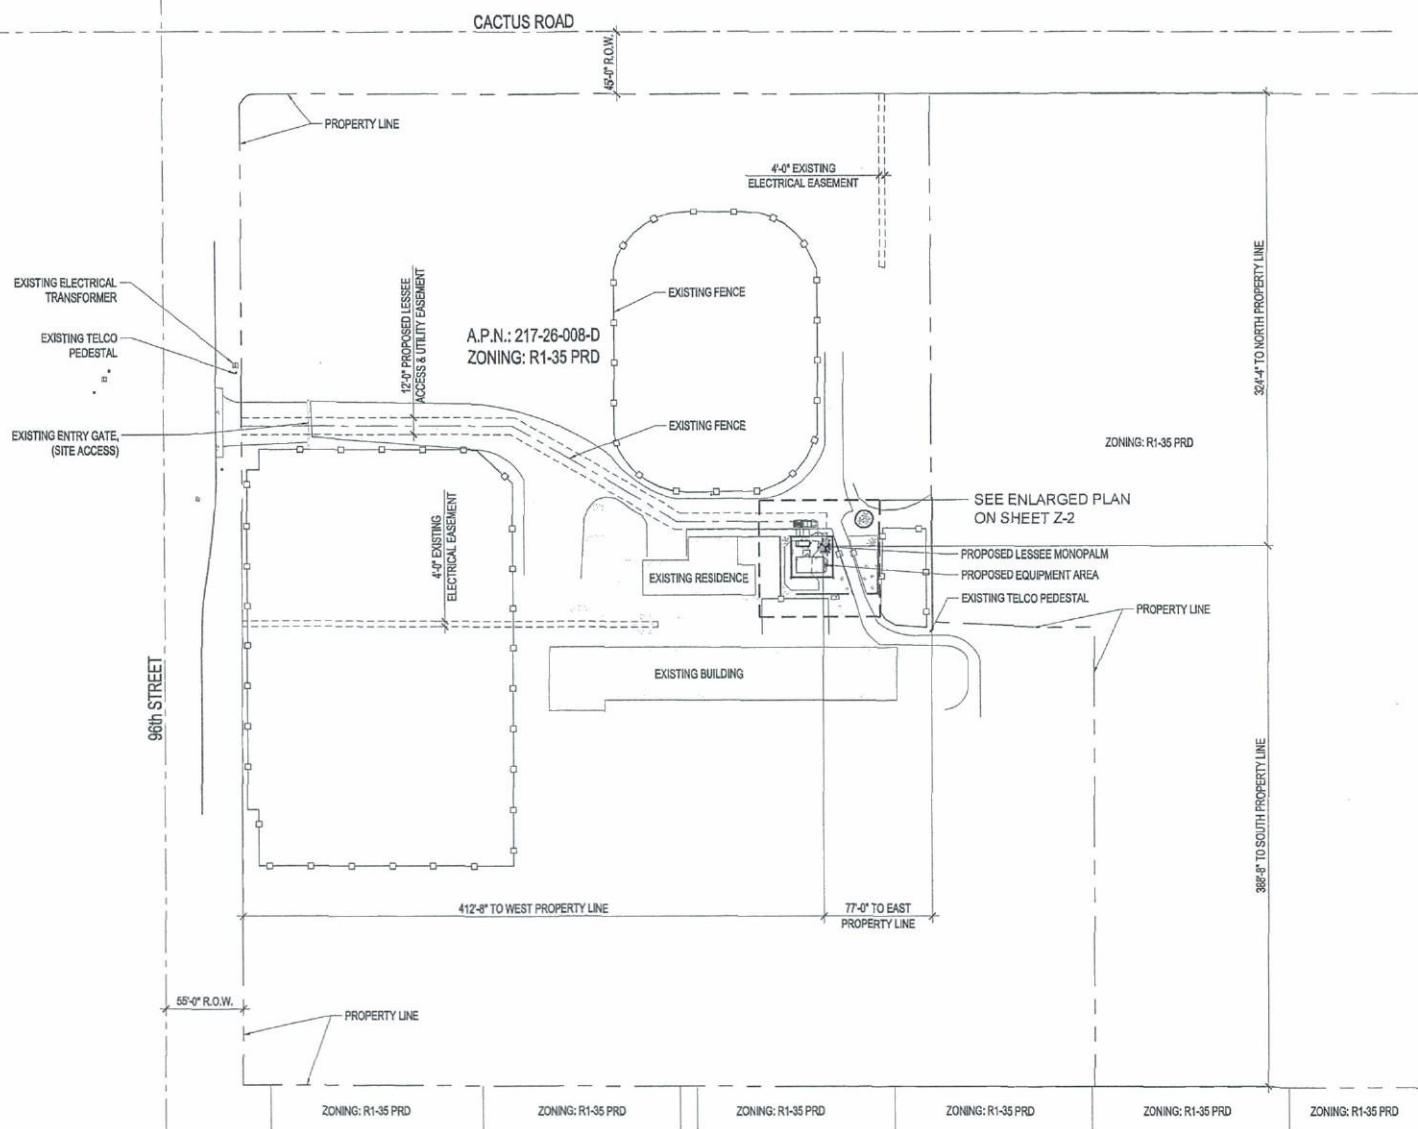 CACTUS ROAD
45'-0" R.O.W.
PROPERTY LINE
4'-0" EXISTING
ELECTRICAL EASEMENT
EXISTING ELECTRICAL
TRANSFORMER
EXISTING TELCO
PEDESTAL
12'-0" PROPOSED LESSEE
ACCESS & UTILITY EASEMENT
A.P.N.: 217-26-008-D
ZONING: R1-35 PRD
EXISTING FENCE
324'-4" TO NORTH PROPERTY LINE
EXISTING ENTRY GATE,
(SITE ACCESS)
EXISTING FENCE
ZONING: R1-35 PRD
SEE ENLARGED PLAN
ON SHEET Z-2
4'-0" EXISTING
ELECTRICAL EASEMENT
PROPOSED LESSEE MONOPALM
EXISTING RESIDENCE
PROPOSED EQUIPMENT AREA
EXISTING TELCO PEDESTAL
PROPERTY LINE
EXISTING BUILDING
96th STREET
388'-8" TO SOUTH PROPERTY LINE
412'-8" TO WEST PROPERTY LINE
77'-0" TO EAST
PROPERTY LINE
55'-0" R.O.W.
PROPERTY LINE
ZONING: R1-35 PRD
ZONING: R1-35 PRD
ZONING: R1-35 PRD
ZONING: R1-35 PRD
ZONING: R1-35 PRD
ZONING: R1-35 PRD